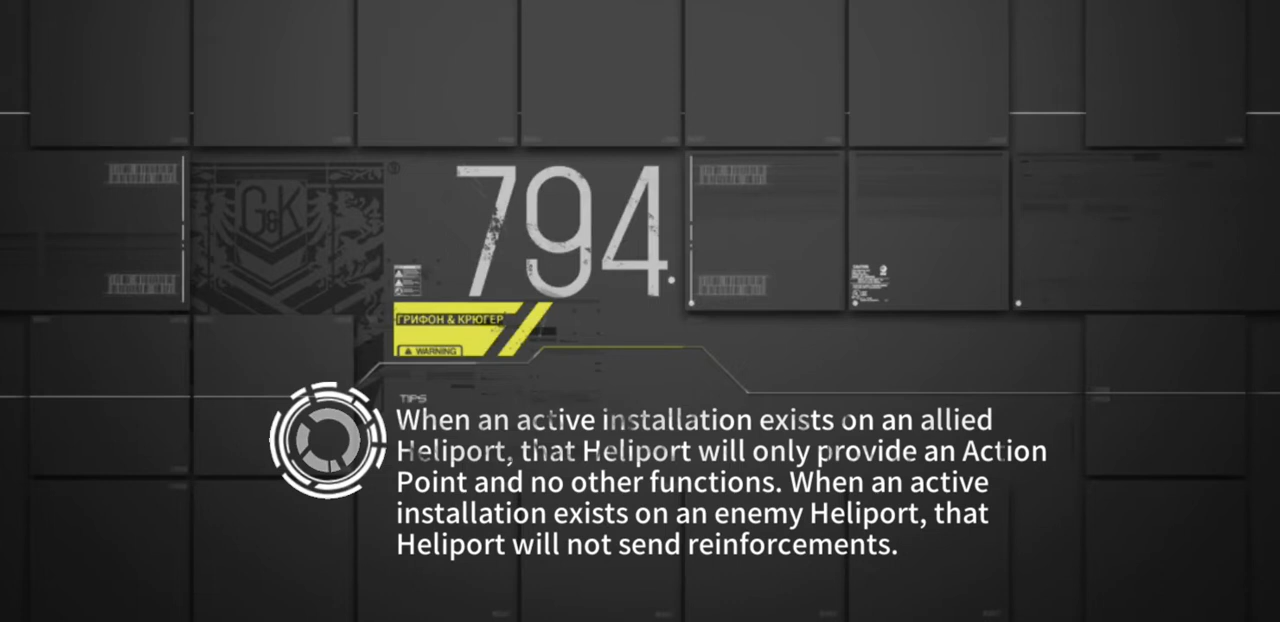 G&K
794.
ГРИФОН & КРЮГЕР
WARNING
TIPS
When an active installation exists on an allied
Heliport, that Heliport will only provide an Action
Point and no other functions. When an active
installation exists on an enemy Heliport, that
Heliport will not send reinforcements.